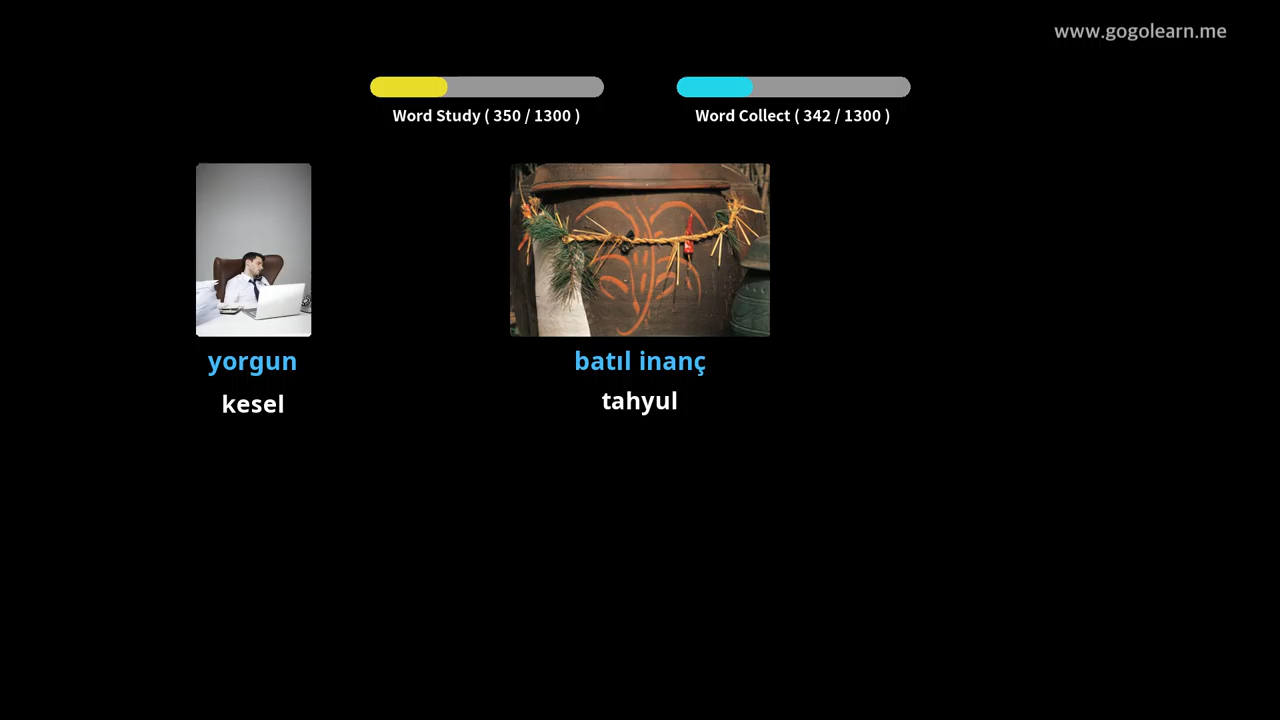 www.gogolearn.me
Word Study ( 350 / 1300 )
Word Collect ( 342 / 1300 )
yorgun
kesel
batıl inanç
tahyul